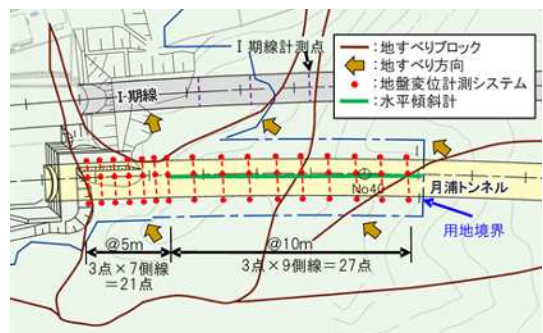 Ⅰ期線計測点
：地すべりブロック
：地すべり方向
：地盤変位計測システム
：水平傾斜計
Ⅰ-期線
No40
月浦トンネル
用地境界
@5m
3点×7側線
＝21点
@10m
3点×9側線＝27点